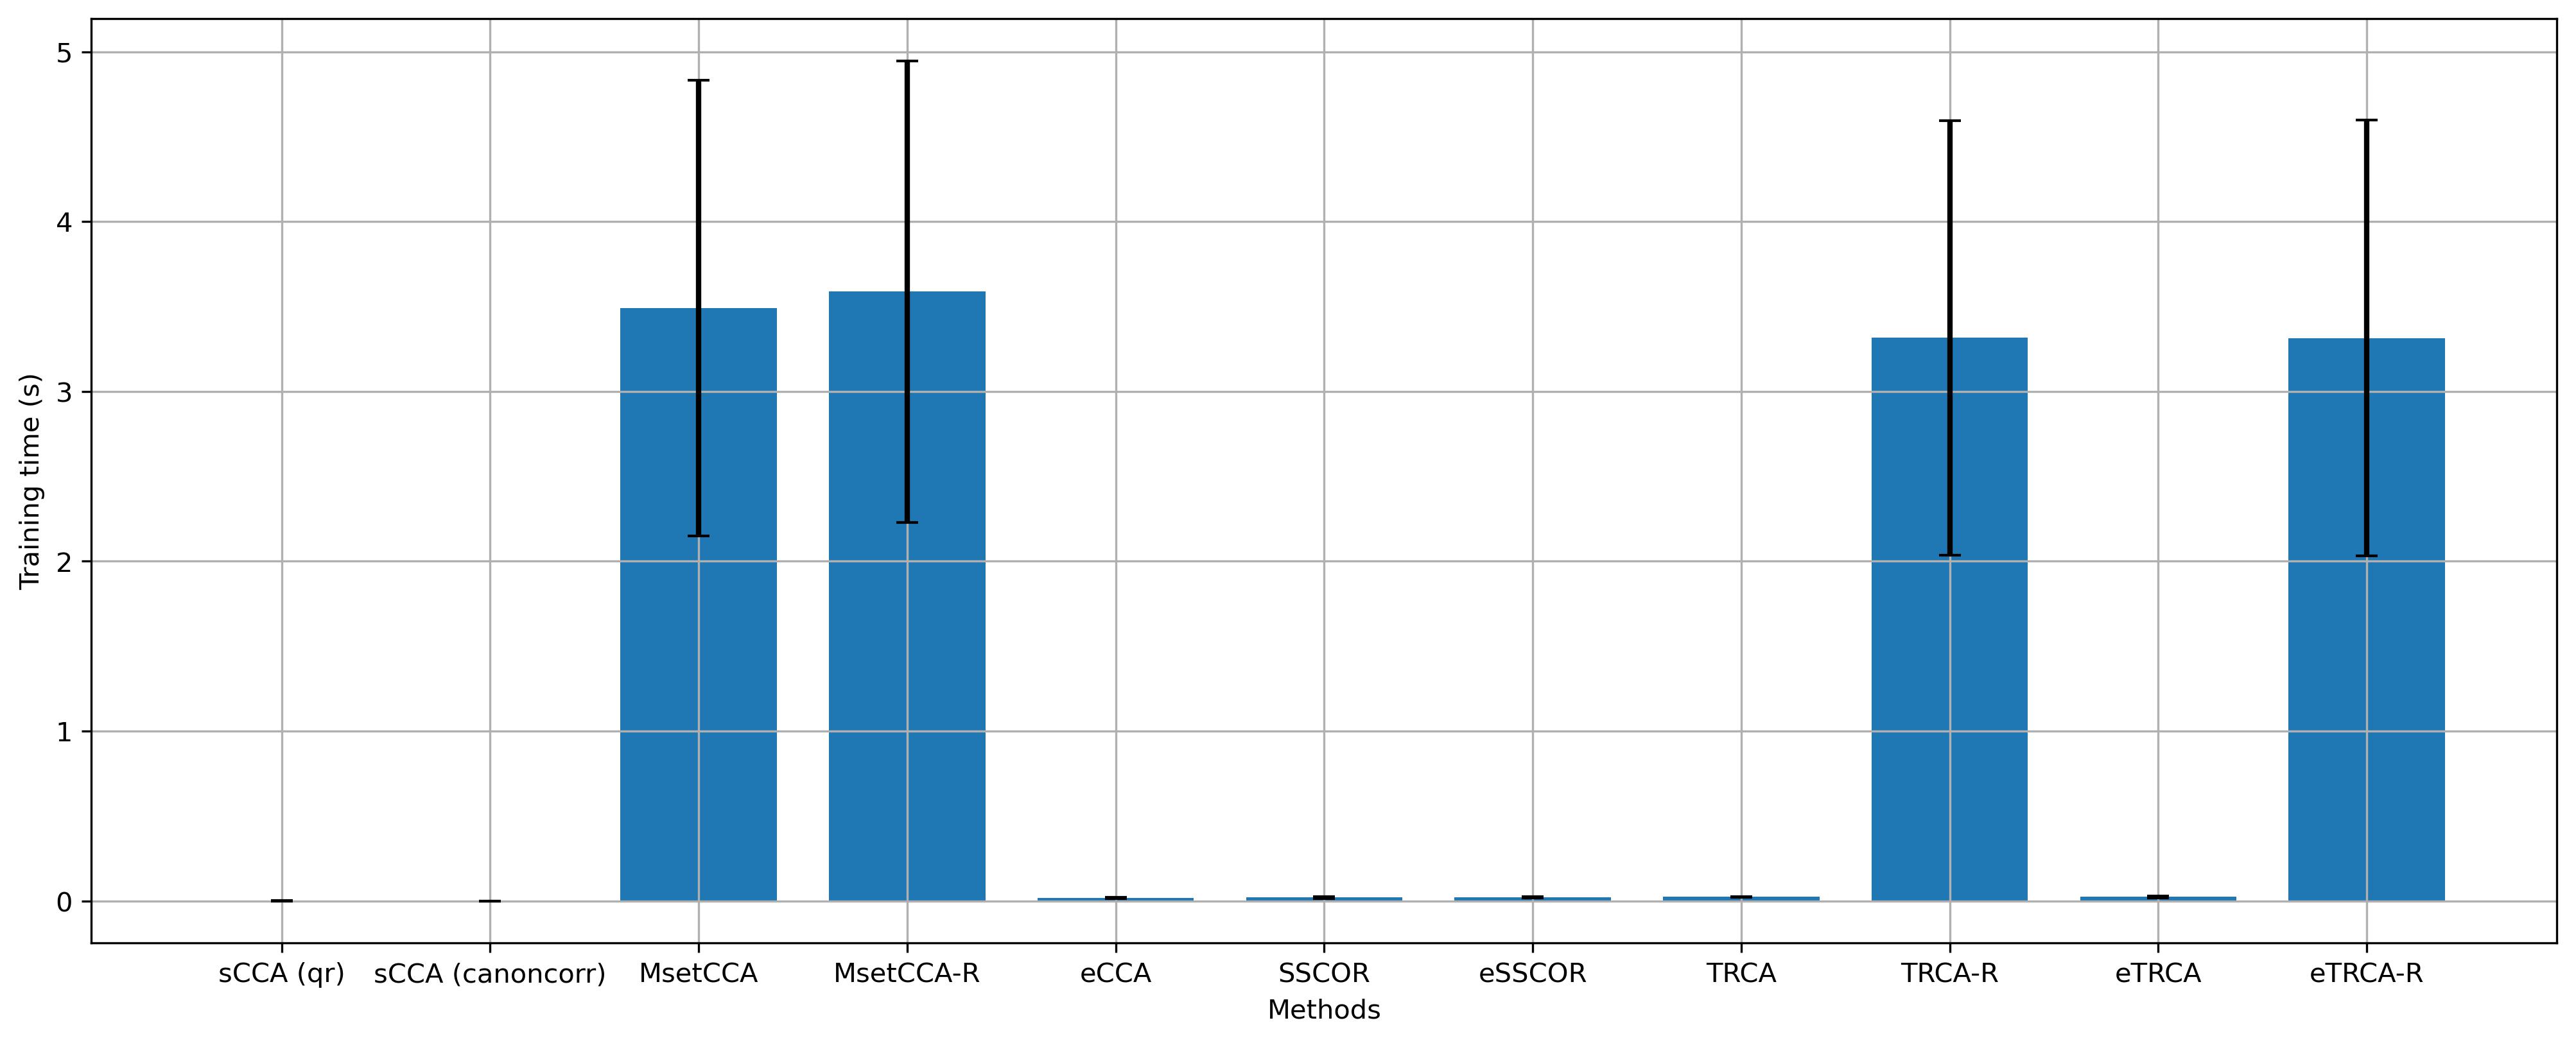 5
4
3
2
1
0
Training time (s)
sCCA (qr) sCCA (canoncorr) MsetCCA MsetCCA-R eCCA SSCOR eSSCOR TRCA TRCA-R eTRCA eTRCA-R
Methods